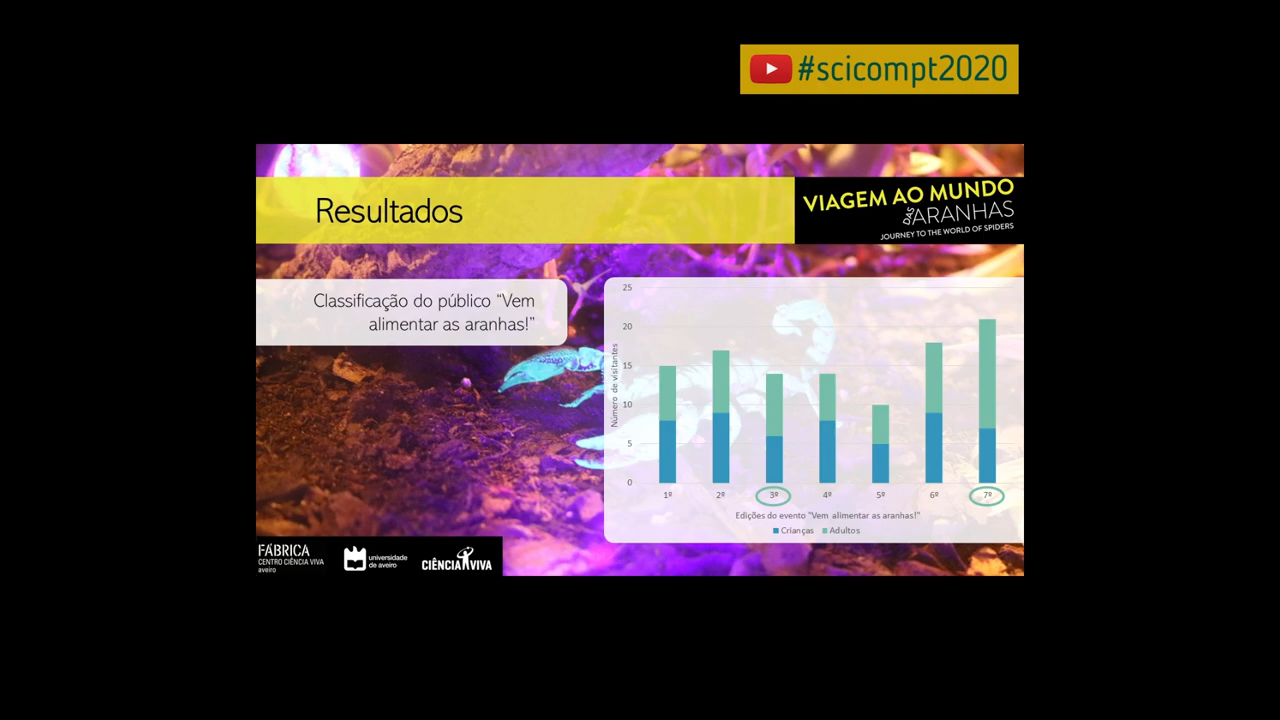 #scicompt2020
Resultados
VIAGEM AO MUNDO
DAS ARANHAS
JOURNEY TO THE WORLD OF SPIDERS
Classificação do público “Vem
alimentar as aranhas!”
25
20
15
10
5
0
Número de visitantes
1º 2º 3º 4º 5º 6º 7º
Edições do evento "Vem alimentar as aranhas!"
Crianças Adultos
FÁBRICA
CENTRO CIÊNCIA VIVA
aveiro
universidade
de aveiro
CIÊNCIA VIVA